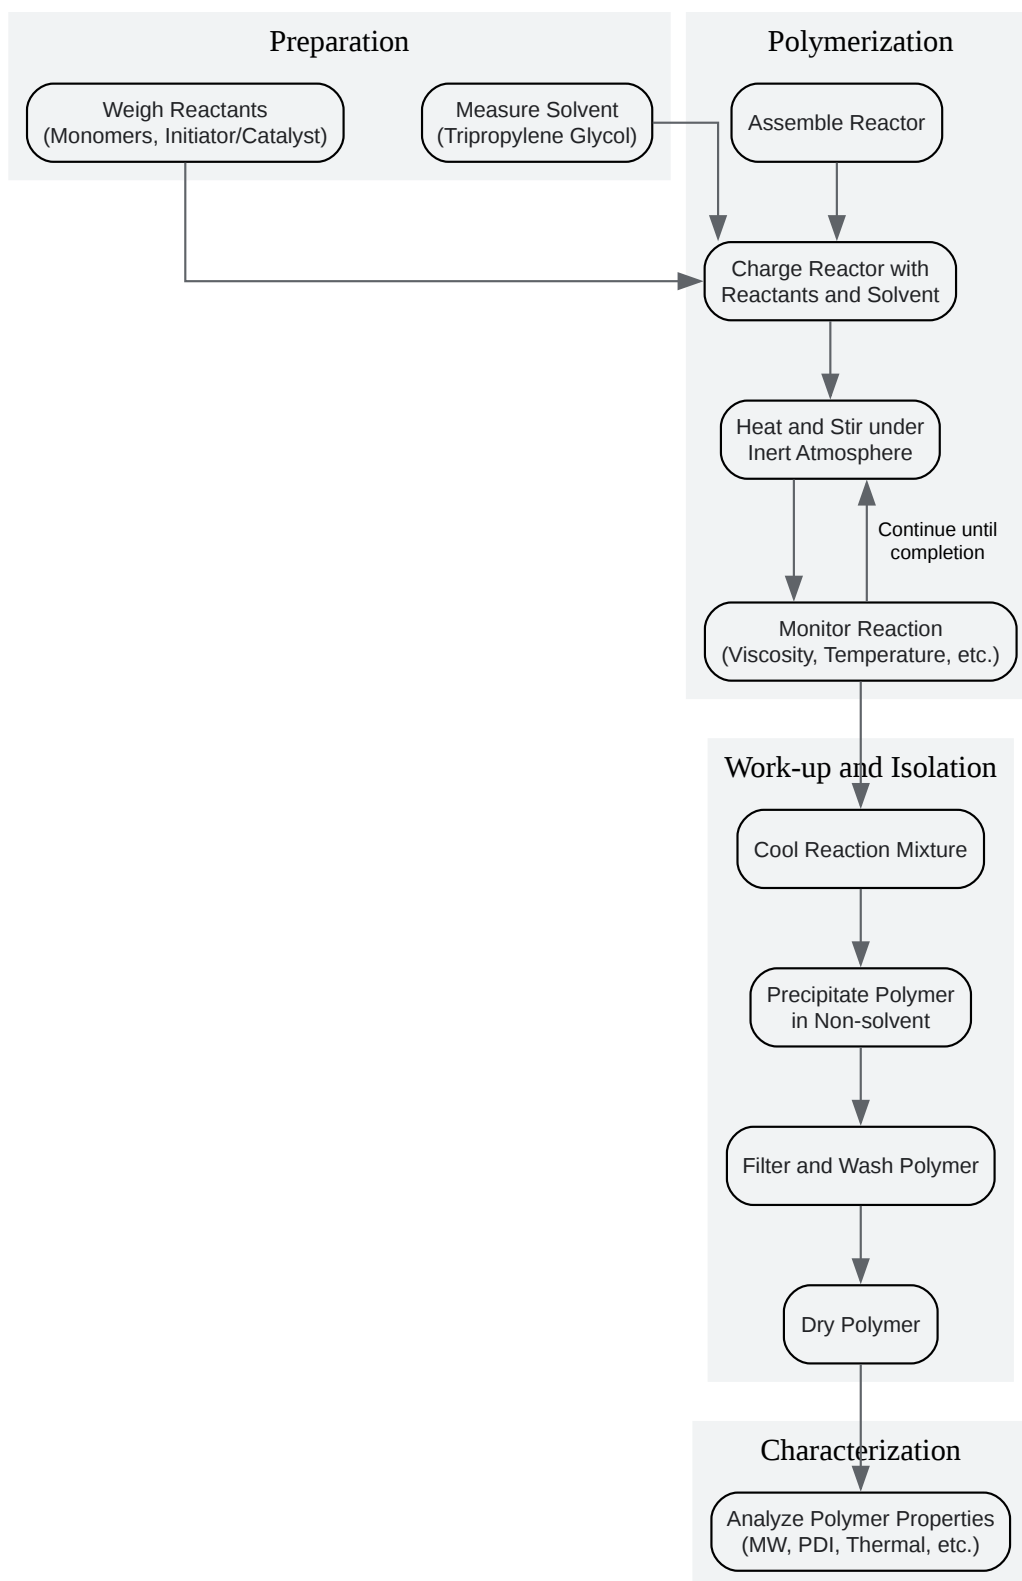 Preparation
Weigh Reactants
(Monomers, Initiator/Catalyst)
Measure Solvent
(Tripropylene Glycol)
Polymerization
Assemble Reactor
Charge Reactor with
Reactants and Solvent
Heat and Stir under
Inert Atmosphere
Continue until
completion
Monitor Reaction
(Viscosity, Temperature, etc.)
Work-up and Isolation
Cool Reaction Mixture
Precipitate Polymer
in Non-solvent
Filter and Wash Polymer
Dry Polymer
Characterization
Analyze Polymer Properties
(MW, PDI, Thermal, etc.)